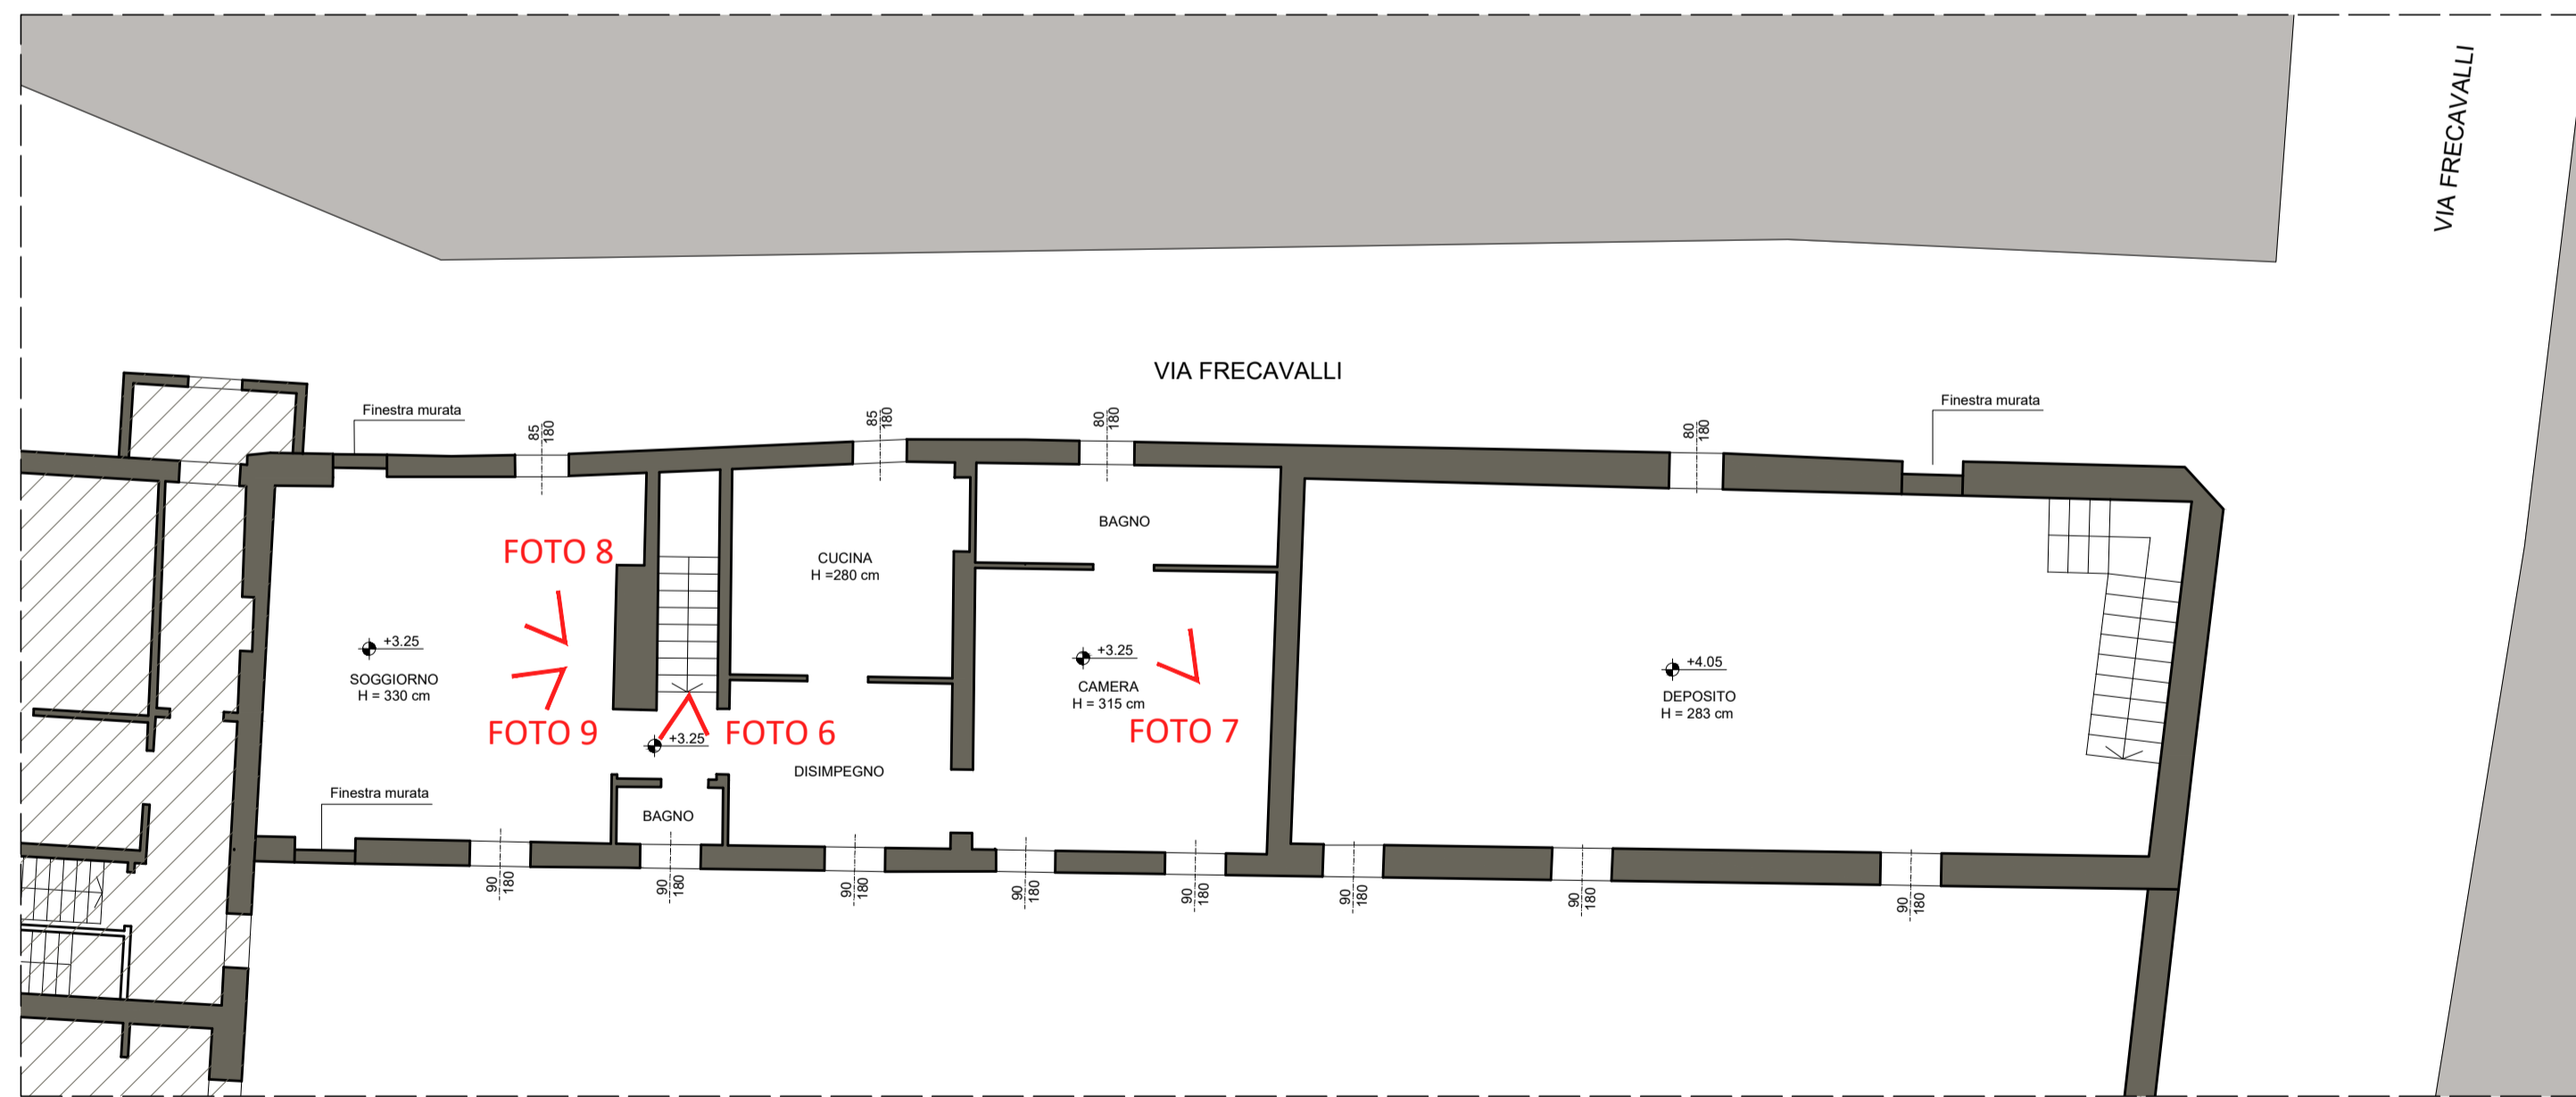 VIA FRECAVALLI
VIA FRECAVALLI
Finestra murata
85
180
85
180
80
180
80
180
Finestra murata
FOTO 8
CUCINA
H =280 cm
BAGNO
+3.25
SOGGIORNO
H = 330 cm
FOTO 9
+3.25
FOTO 6
DISIMPEGNO
+3.25
CAMERA
H = 315 cm
FOTO 7
+4.05
DEPOSITO
H = 283 cm
Finestra murata
BAGNO
90
180
90
180
90
180
90
180
90
180
90
180
90
180
90
180